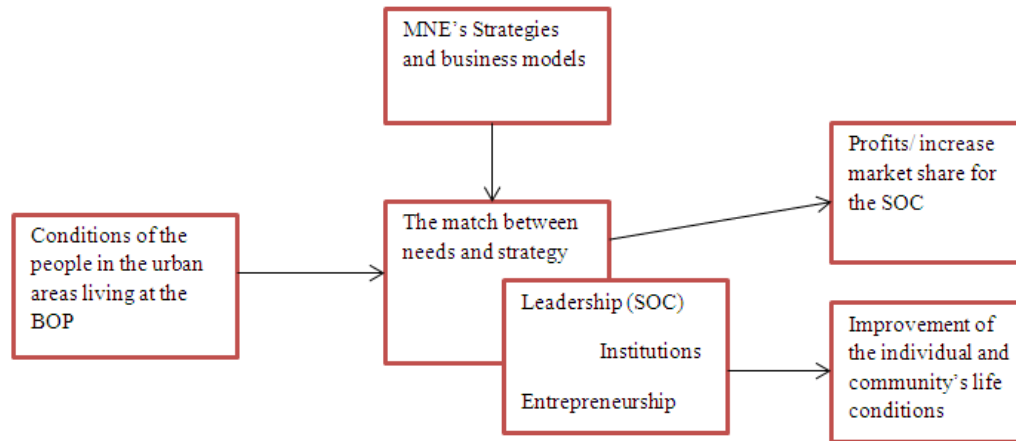 MNE's Strategies
and business models
Profits/ increase
market share for
the SOC
The match between
needs and strategy
Conditions of the
people in the urban
areas living at the
BOP
Leadership (SOC)
Institutions
Entrepreneurship
Improvement of
the individual and
community's life
conditions